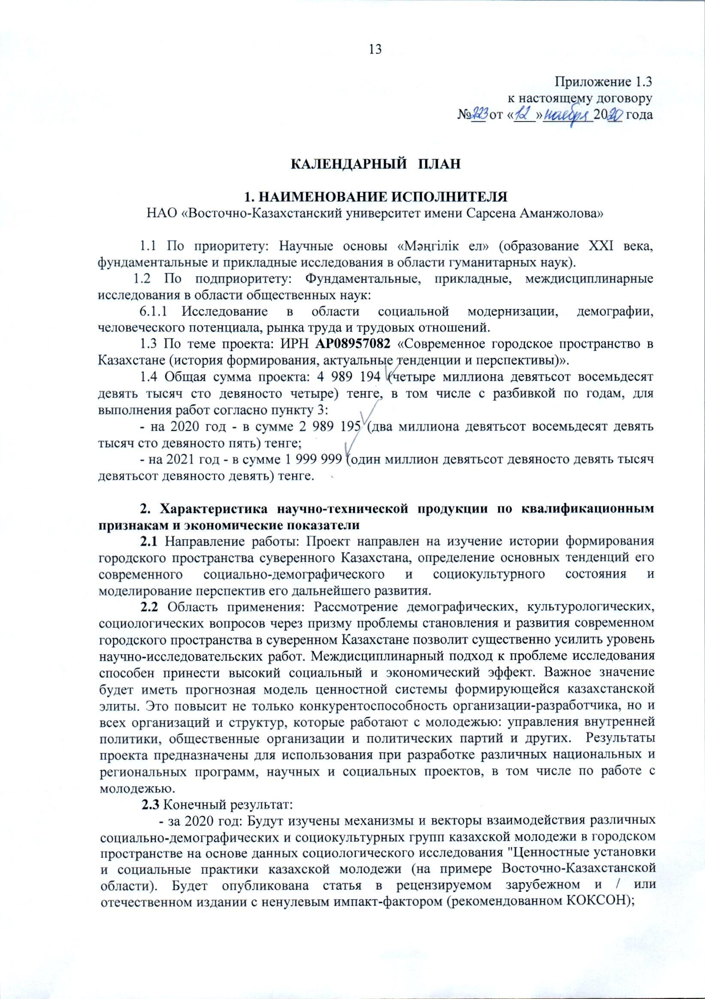 13
Приложение 1.3
к настоящему договору
№223 от «12» ноября 2020 года
КАЛЕНДАРНЫЙ ПЛАН
1. НАИМЕНОВАНИЕ ИСПОЛНИТЕЛЯ
НАО «Восточно-Казахстанский университет имени Сарсена Аманжолова»
1.1 По приоритету: Научные основы «Мәңгілік ел» (образование XXI века,
фундаментальные и прикладные исследования в области гуманитарных наук).
1.2 По подприоритету: Фундаментальные, прикладные, междисциплинарные
исследования в области общественных наук:
6.1.1 Исследование в области социальной модернизации, демографии,
человеческого потенциала, рынка труда и трудовых отношений.
1.3 По теме проекта: ИРН АР08957082 «Современное городское пространство в
Казахстане (история формирования, актуальные тенденции и перспективы)».
1.4 Общая сумма проекта: 4 989 194 (четыре миллиона девятьсот восемьдесят
девять тысяч сто девяносто четыре) тенге, в том числе с разбивкой по годам, для
выполнения работ согласно пункту 3:
- на 2020 год - в сумме 2 989 195 (два миллиона девятьсот восемьдесят девять
тысяч сто девяносто пять) тенге;
- на 2021 год - в сумме 1 999 999 (один миллион девятьсот девяносто девять тысяч
девятьсот девяносто девять) тенге.
2. Характеристика научно-технической продукции по квалификационным
признакам и экономические показатели
2.1 Направление работы: Проект направлен на изучение истории формирования
городского пространства суверенного Казахстана, определение основных тенденций его
современного социально-демографического и социокультурного состояния и
моделирование перспектив его дальнейшего развития.
2.2 Область применения: Рассмотрение демографических, культурологических,
социологических вопросов через призму проблемы становления и развития современном
городского пространства в суверенном Казахстане позволит существенно усилить уровень
научно-исследовательских работ. Междисциплинарный подход к проблеме исследования
способен принести высокий социальный и экономический эффект. Важное значение
будет иметь прогнозная модель ценностной системы формирующейся казахстанской
элиты. Это повысит не только конкурентоспособность организации-разработчика, но и
всех организаций и структур, которые работают с молодежью: управления внутренней
политики, общественные организации и политических партий и других. Результаты
проекта предназначены для использования при разработке различных национальных и
региональных программ, научных и социальных проектов, в том числе по работе с
молодежью.
2.3 Конечный результат:
- за 2020 год: Будут изучены механизмы и векторы взаимодействия различных
социально-демографических и социокультурных групп казахской молодежи в городском
пространстве на основе данных социологического исследования "Ценностные установки
и социальные практики казахской молодежи (на примере Восточно-Казахстанской
области). Будет опубликована статья в рецензируемом зарубежном и / или
отечественном издании с ненулевым импакт-фактором (рекомендованном КОКСОН);